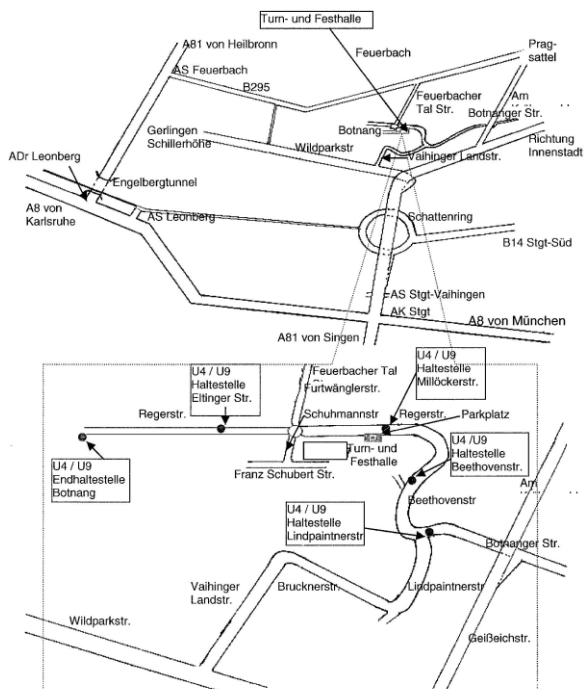 Turn- und Festhalle
A81 von Heilbronn
Feuerbach
Prag-
sattel
AS Feuerbach
B295
Feuerbacher
Tal Str.
Am
Botnanger Str.
Gerlingen
Schillerhöhe
Botnang
Richtung
Innenstadt
Wildparkstr
Vaihinger Landstr.
ADr Leonberg
Engelbergtunnel
A8 von
Karlsruhe
AS Leonberg
Schattenring
B14 Stgt-Süd
AS Stgt-Vaihingen
AK Stgt
A8 von München
A81 von Singen
U4 / U9
Haltestelle
Eltinger Str.
Feuerbacher Tal
Furtwänglerstr.
U4 / U9
Haltestelle
Millöckerstr.
Regerstr.
Schuhmannstr
Regerstr.
Parkplatz
U4 / U9
Endhaltestelle
Botnang
Turn- und
Festhalle
Franz Schubert Str.
U4 /U9
Haltestelle
Beethovenstr.
Am
Beethovenstr
U4 / U9
Haltestelle
Lindpaintnerstr
Botnanger Str.
Vaihinger
Landstr.
Brucknerstr.
Lindpaintnerstr
Wildparkstr.
Geißeichstr.